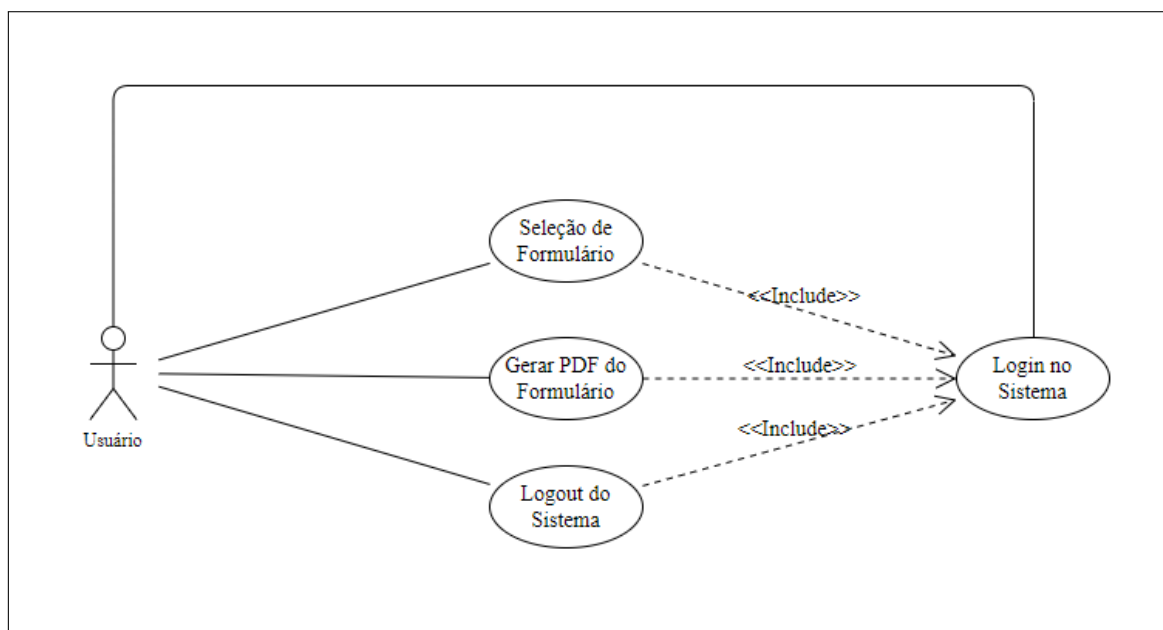 Seleção de
Formulário
<<Include>>
Gerar PDF do
Formulário
<<Include>>
Login no
Sistema
Usuário
<<Include>>
Logout do
Sistema